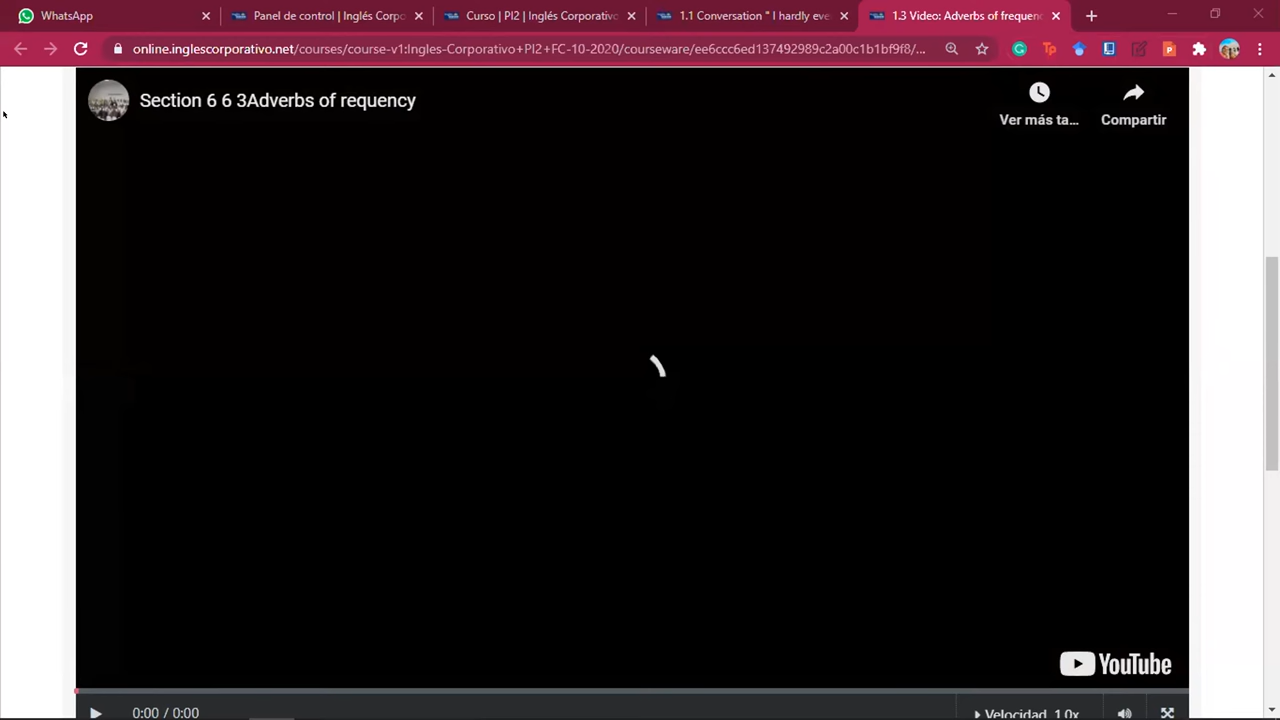 WhatsApp
Panel de control | Inglés Corpo
Curso | PI2 | Inglés Corporativo
1.1 Conversation " I hardly eve
1.3 Video: Adverbs of frequen
online.inglescorporativo.net/courses/course-v1:Ingles-Corporativo+PI2+FC-10-2020/courseware/ee6ccc6ed137492989c2a00c1b1bf9f8/...
Section 6 6 3Adverbs of requency
Ver más ta...
Compartir
YouTube
0:00 / 0:00
Velocidad 1.0x